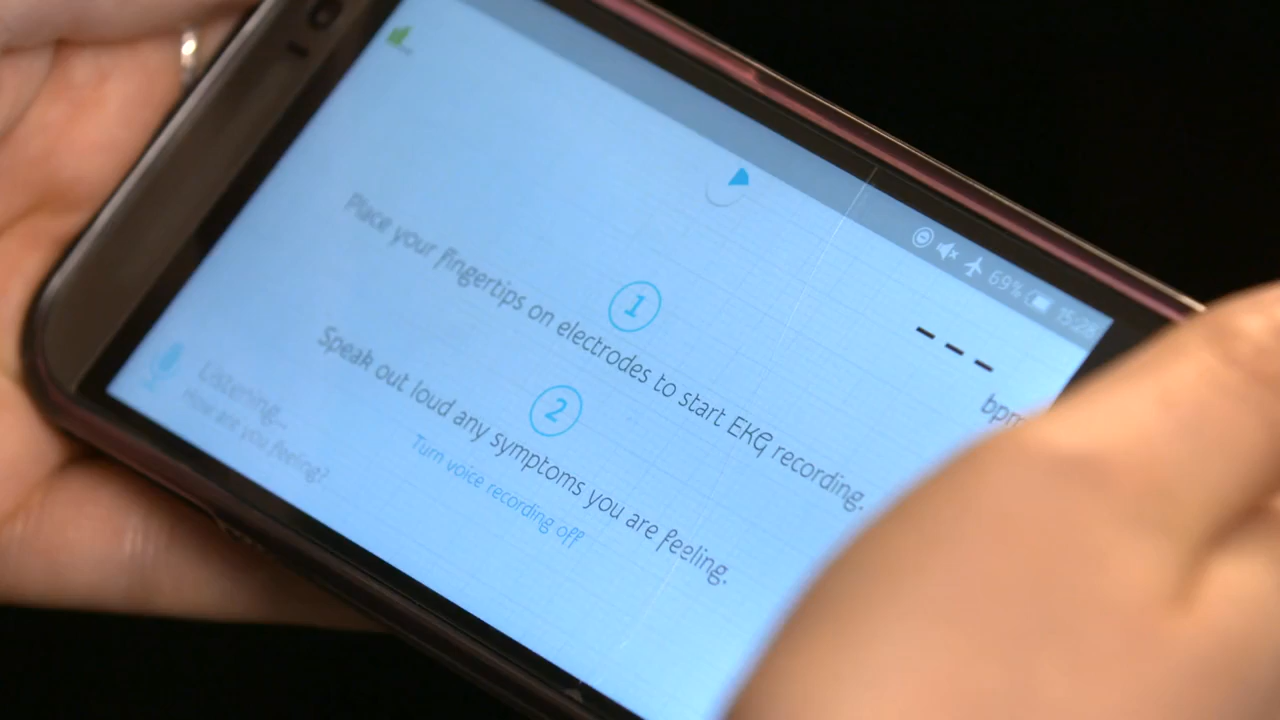 69% 15:28
---
bpm
1
Place your fingertips on electrodes to start EKG recording.
2
Speak out loud any symptoms you are feeling.
Turn voice recording off
Listening...
How are you feeling?